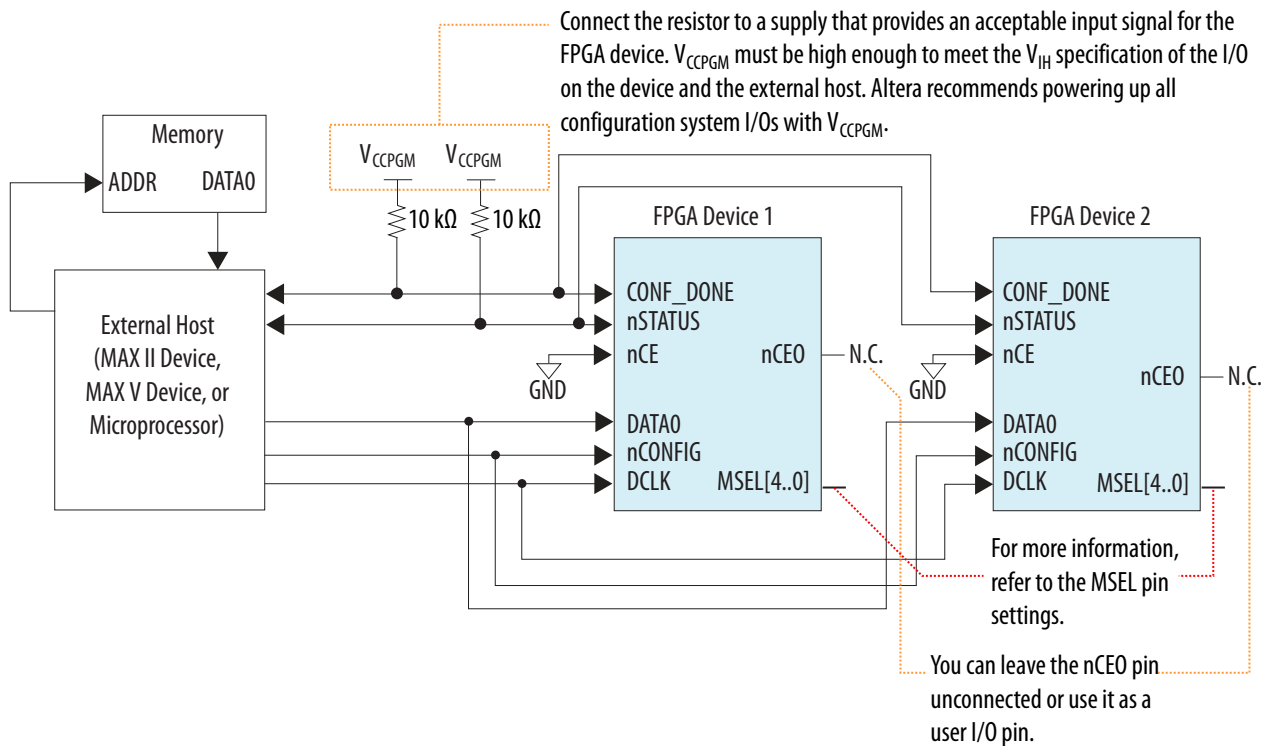 Connect the resistor to a supply that provides an acceptable input signal for the
FPGA device. VCCPGM must be high enough to meet the VIH specification of the I/O
on the device and the external host. Altera recommends powering up all
configuration system I/Os with VCCPGM.
Memory
ADDR DATA0
VCCPGM VCCPGM
10 kΩ 10 kΩ
External Host
(MAX II Device,
MAX V Device, or
Microprocessor)
FPGA Device 1
CONF_DONE
nSTATUS
nCE
nCEO
N.C.
GND
DATA0
nCONFIG
DCLK
MSEL[4..0]
FPGA Device 2
CONF_DONE
nSTATUS
nCE
nCEO
N.C.
GND
DATA0
nCONFIG
DCLK
MSEL[4..0]
For more information,
refer to the MSEL pin
settings.
You can leave the nCEO pin
unconnected or use it as a
user I/O pin.